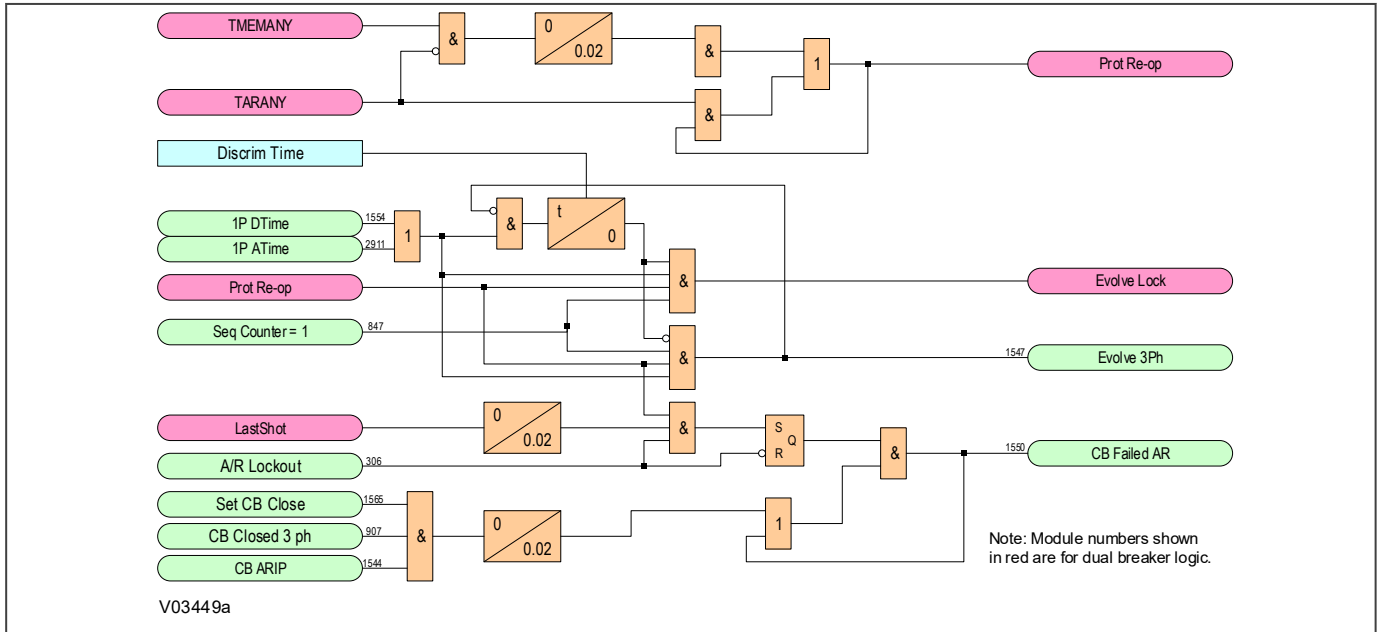 TMEMANY
&
0
0.02
&
1
Prot Re-op
TARANY
&
Discrim Time
1P DTime
1554
1
&
t
0
1P ATime
2911
Prot Re-op
&
Evolve Lock
Seq Counter = 1
847
&
1547
Evolve 3Ph
LastShot
0
0.02
&
S
Q
R
&
1550
CB Failed AR
A/R Lockout
306
Set CB Close
1565
CB Closed 3 ph
907
&
0
0.02
1
CB ARIP
1544
Note: Module numbers shown
in red are for dual breaker logic.
V03449a